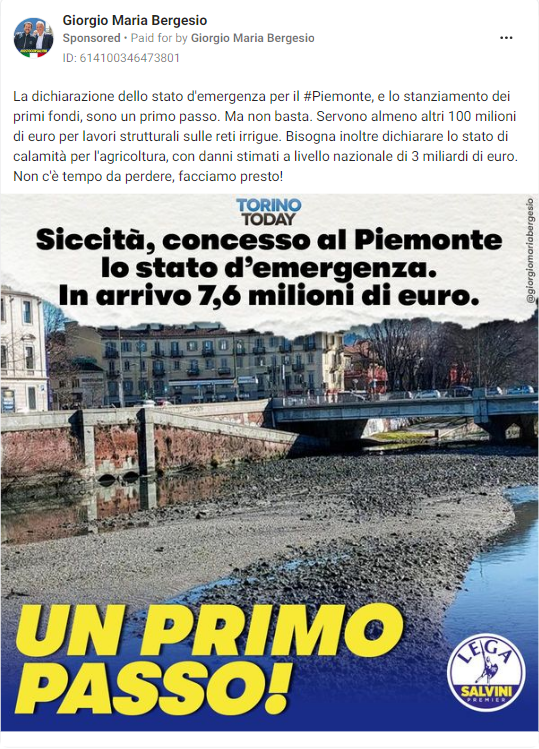 Giorgio Maria Bergesio
Sponsored • Paid for by Giorgio Maria Bergesio
ID: 614100346473801
La dichiarazione dello stato d'emergenza per il #Piemonte, e lo stanziamento dei
primi fondi, sono un primo passo. Ma non basta. Servono almeno altri 100 milioni
di euro per lavori strutturali sulle reti irrigue. Bisogna inoltre dichiarare lo stato di
calamità per l'agricoltura, con danni stimati a livello nazionale di 3 miliardi di euro.
Non c'è tempo da perdere, facciamo presto!
TORINO
TODAY
Siccità, concesso al Piemonte
lo stato d'emergenza.
In arrivo 7,6 milioni di euro.
@giorgiomariabergesio
UN PRIMO
PASSO!
LEGA
SALVINI
PREMIER